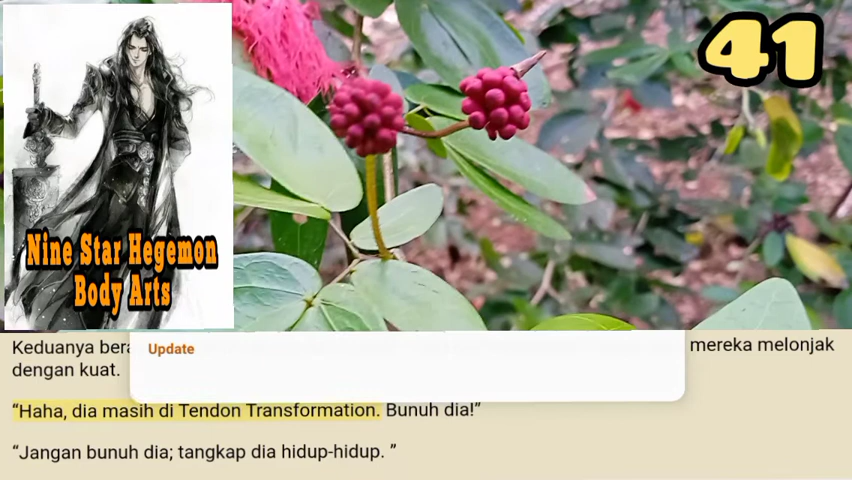 41
Nine Star Hegemon
Body Arts
Keduanya mereka melonjak
dengan kuat.
Update
“Haha, dia masih di Tendon Transformation. Bunuh dia!”
“Jangan bunuh dia; tangkap dia hidup-hidup. ”